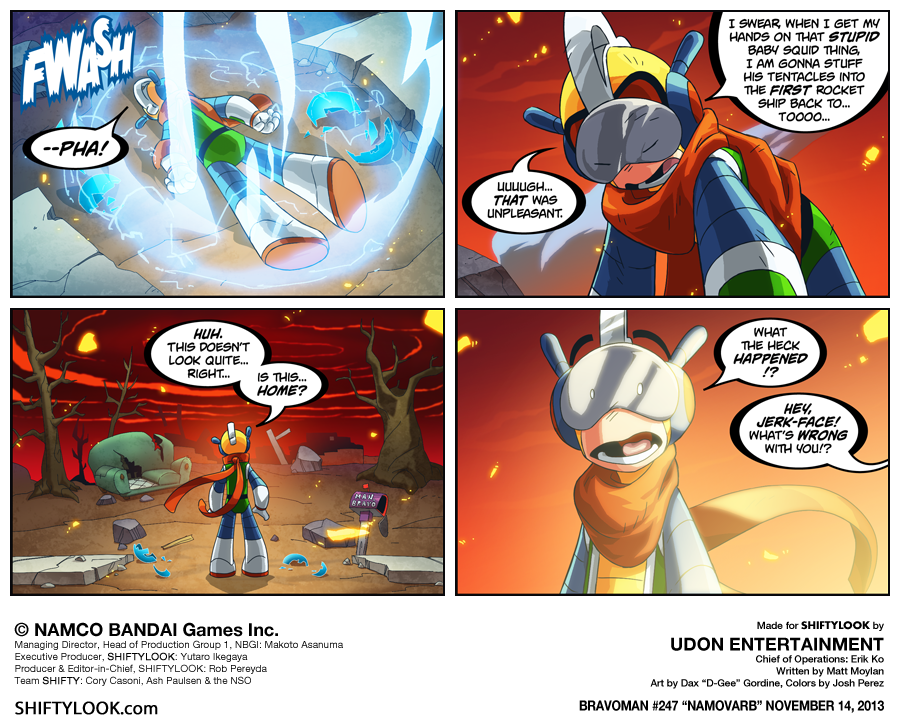 FWASH
--PHA!
I SWEAR, WHEN I GET MY
HANDS ON THAT STUPID
BABY SQUID THING,
I AM GONNA STUFF
HIS TENTACLES INTO
THE FIRST ROCKET
SHIP BACK TO...
TOOOO...
UUUUGH...
THAT WAS
UNPLEASANT.
HUH.
THIS DOESN'T
LOOK QUITE...
RIGHT...
IS THIS...
HOME?
MAN,
BRAVO
WHAT
THE HECK
HAPPENED
!?
HEY,
JERK-FACE!
WHAT'S WRONG
WITH YOU!?
© NAMCO BANDAI Games Inc.
Managing Director, Head of Production Group 1, NBGI: Makoto Asanuma
Executive Producer, SHIFTYLOOK: Yutaro Ikegaya
Producer & Editor-in-Chief, SHIFTYLOOK: Rob Pereyda
Team SHIFTY: Cory Casoni, Ash Paulsen & the NSO
SHIFTYLOOK.com
Made for SHIFTYLOOK by
UDON ENTERTAINMENT
Chief of Operations: Erik Ko
Written by Matt Moylan
Art by Dax “D-Gee” Gordine, Colors by Josh Perez
BRAVOMAN #247 “NAMOVARB” NOVEMBER 14, 2013